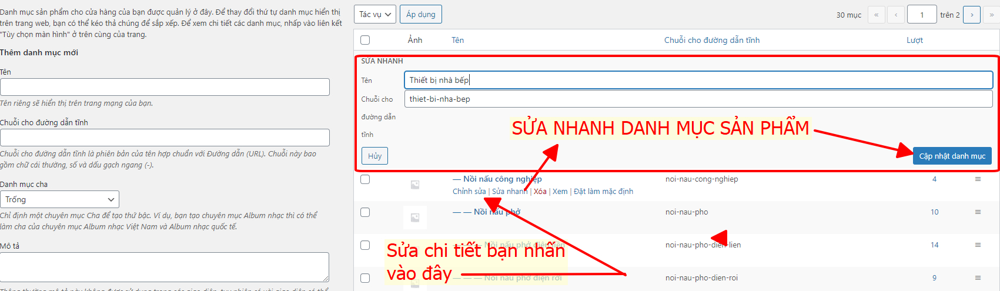 Danh mục sản phẩm cho cửa hàng của bạn được quản lý ở đây. Để thay đổi thứ tự danh mục hiển thị
trên trang web, bạn có thể kéo thả chúng để sắp xếp. Để xem chi tiết các danh mục, nhấp vào liên kết
"Tùy chọn màn hình" ở trên cùng của trang.
Thêm danh mục mới
Tên
Tên riêng sẽ hiển thị trên trang mạng của bạn.
Chuỗi cho đường dẫn tĩnh
Chuỗi cho đường dẫn tĩnh là phiên bản của tên hợp chuẩn với Đường dẫn (URL). Chuỗi này bao
gồm chữ cái thường, số và dấu gạch ngang (-).
Danh mục cha
Trống
Chỉ định một chuyên mục Cha để tạo thứ bậc. Ví dụ, bạn tạo chuyên mục Album nhạc thì có thể
làm cha của chuyên mục Album nhạc Việt Nam và Album nhạc quốc tế.
Mô tả
Tác vụ Áp dụng 30 mục « ‹ 1 trên 2 › »
Ảnh Tên Chuỗi cho đường dẫn tĩnh Lượt
SỬA NHANH
Tên Thiết bị nhà bếp
Chuỗi cho thiet-bi-nha-bep
đường dẫn
tĩnh
SỬA NHANH DANH MỤC SẢN PHẨM
Hủy Cập nhật danh mục
— Nồi nấu công nghiệp noi-nau-cong-nghiep 4
Chỉnh sửa | Sửa nhanh | Xóa | Xem | Đặt làm mặc định
— — Nồi nấu phở noi-nau-pho 10
— — — Nồi nấu phở điện liền noi-nau-pho-dien-lien 14
Sửa chi tiết bạn nhấn
vào đây
— — — Nồi nấu phở điện rời noi-nau-pho-dien-roi 9